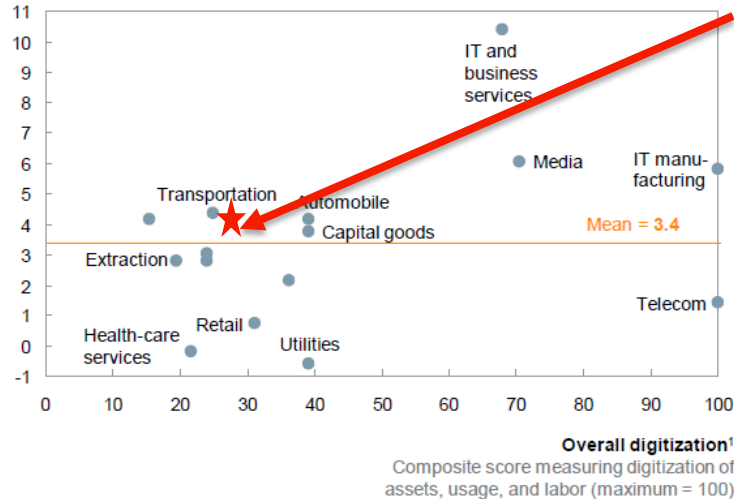 11
10
9
8
7
6
5
4
3
2
1
0
-1
IT and
business
services
Media
IT manu-
facturing
Transportation
Automobile
Capital goods
Mean = 3.4
Extraction
Telecom
Retail
Health-care
services
Utilities
0 10 20 30 40 50 60 70 80 90 100
Overall digitization¹
Composite score measuring digitization of
assets, usage, and labor (maximum = 100)